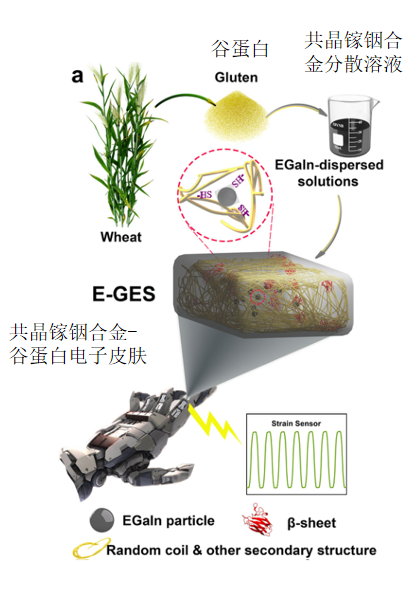 谷蛋白
共晶镓铟合
金分散溶液
a
Gluten
EGaIn-dispersed
solutions
-HS
SH-
SH-
Wheat
E-GES
共晶镓铟合金-
谷蛋白电子皮肤
Strain Sensor
EGaIn particle
β-sheet
Random coil & other secondary structure